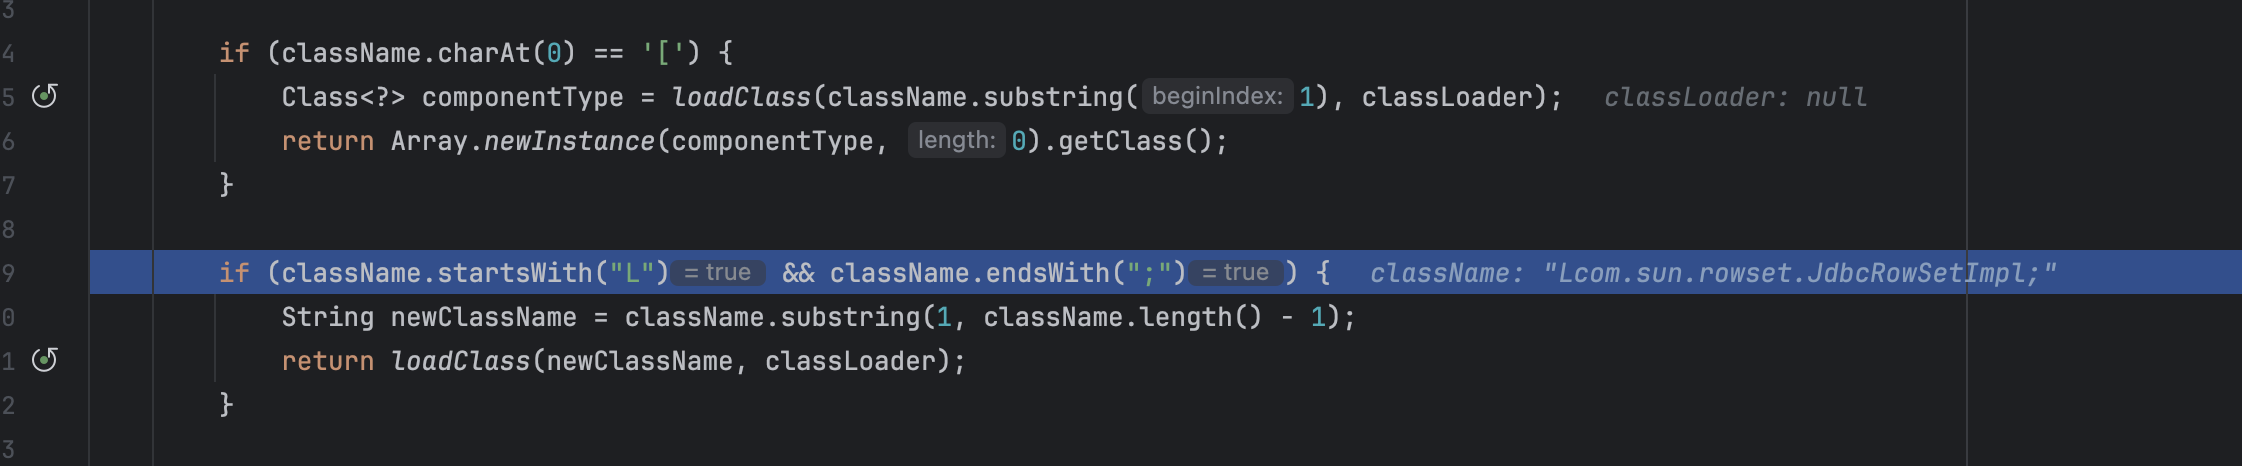 3
4 if (className.charAt(0) == '[') {
5 Class<?> componentType = loadClass(className.substring( beginIndex: 1), classLoader); classLoader: null
6 return Array.newInstance(componentType, length: 0).getClass();
7 }
8
9 if (className.startsWith("L") = true && className.endsWith(";") = true ) { className: "Lcom.sun.rowset.JdbcRowSetImpl;"
0 String newClassName = className.substring(1, className.length() - 1);
1 return loadClass(newClassName, classLoader);
2 }
3